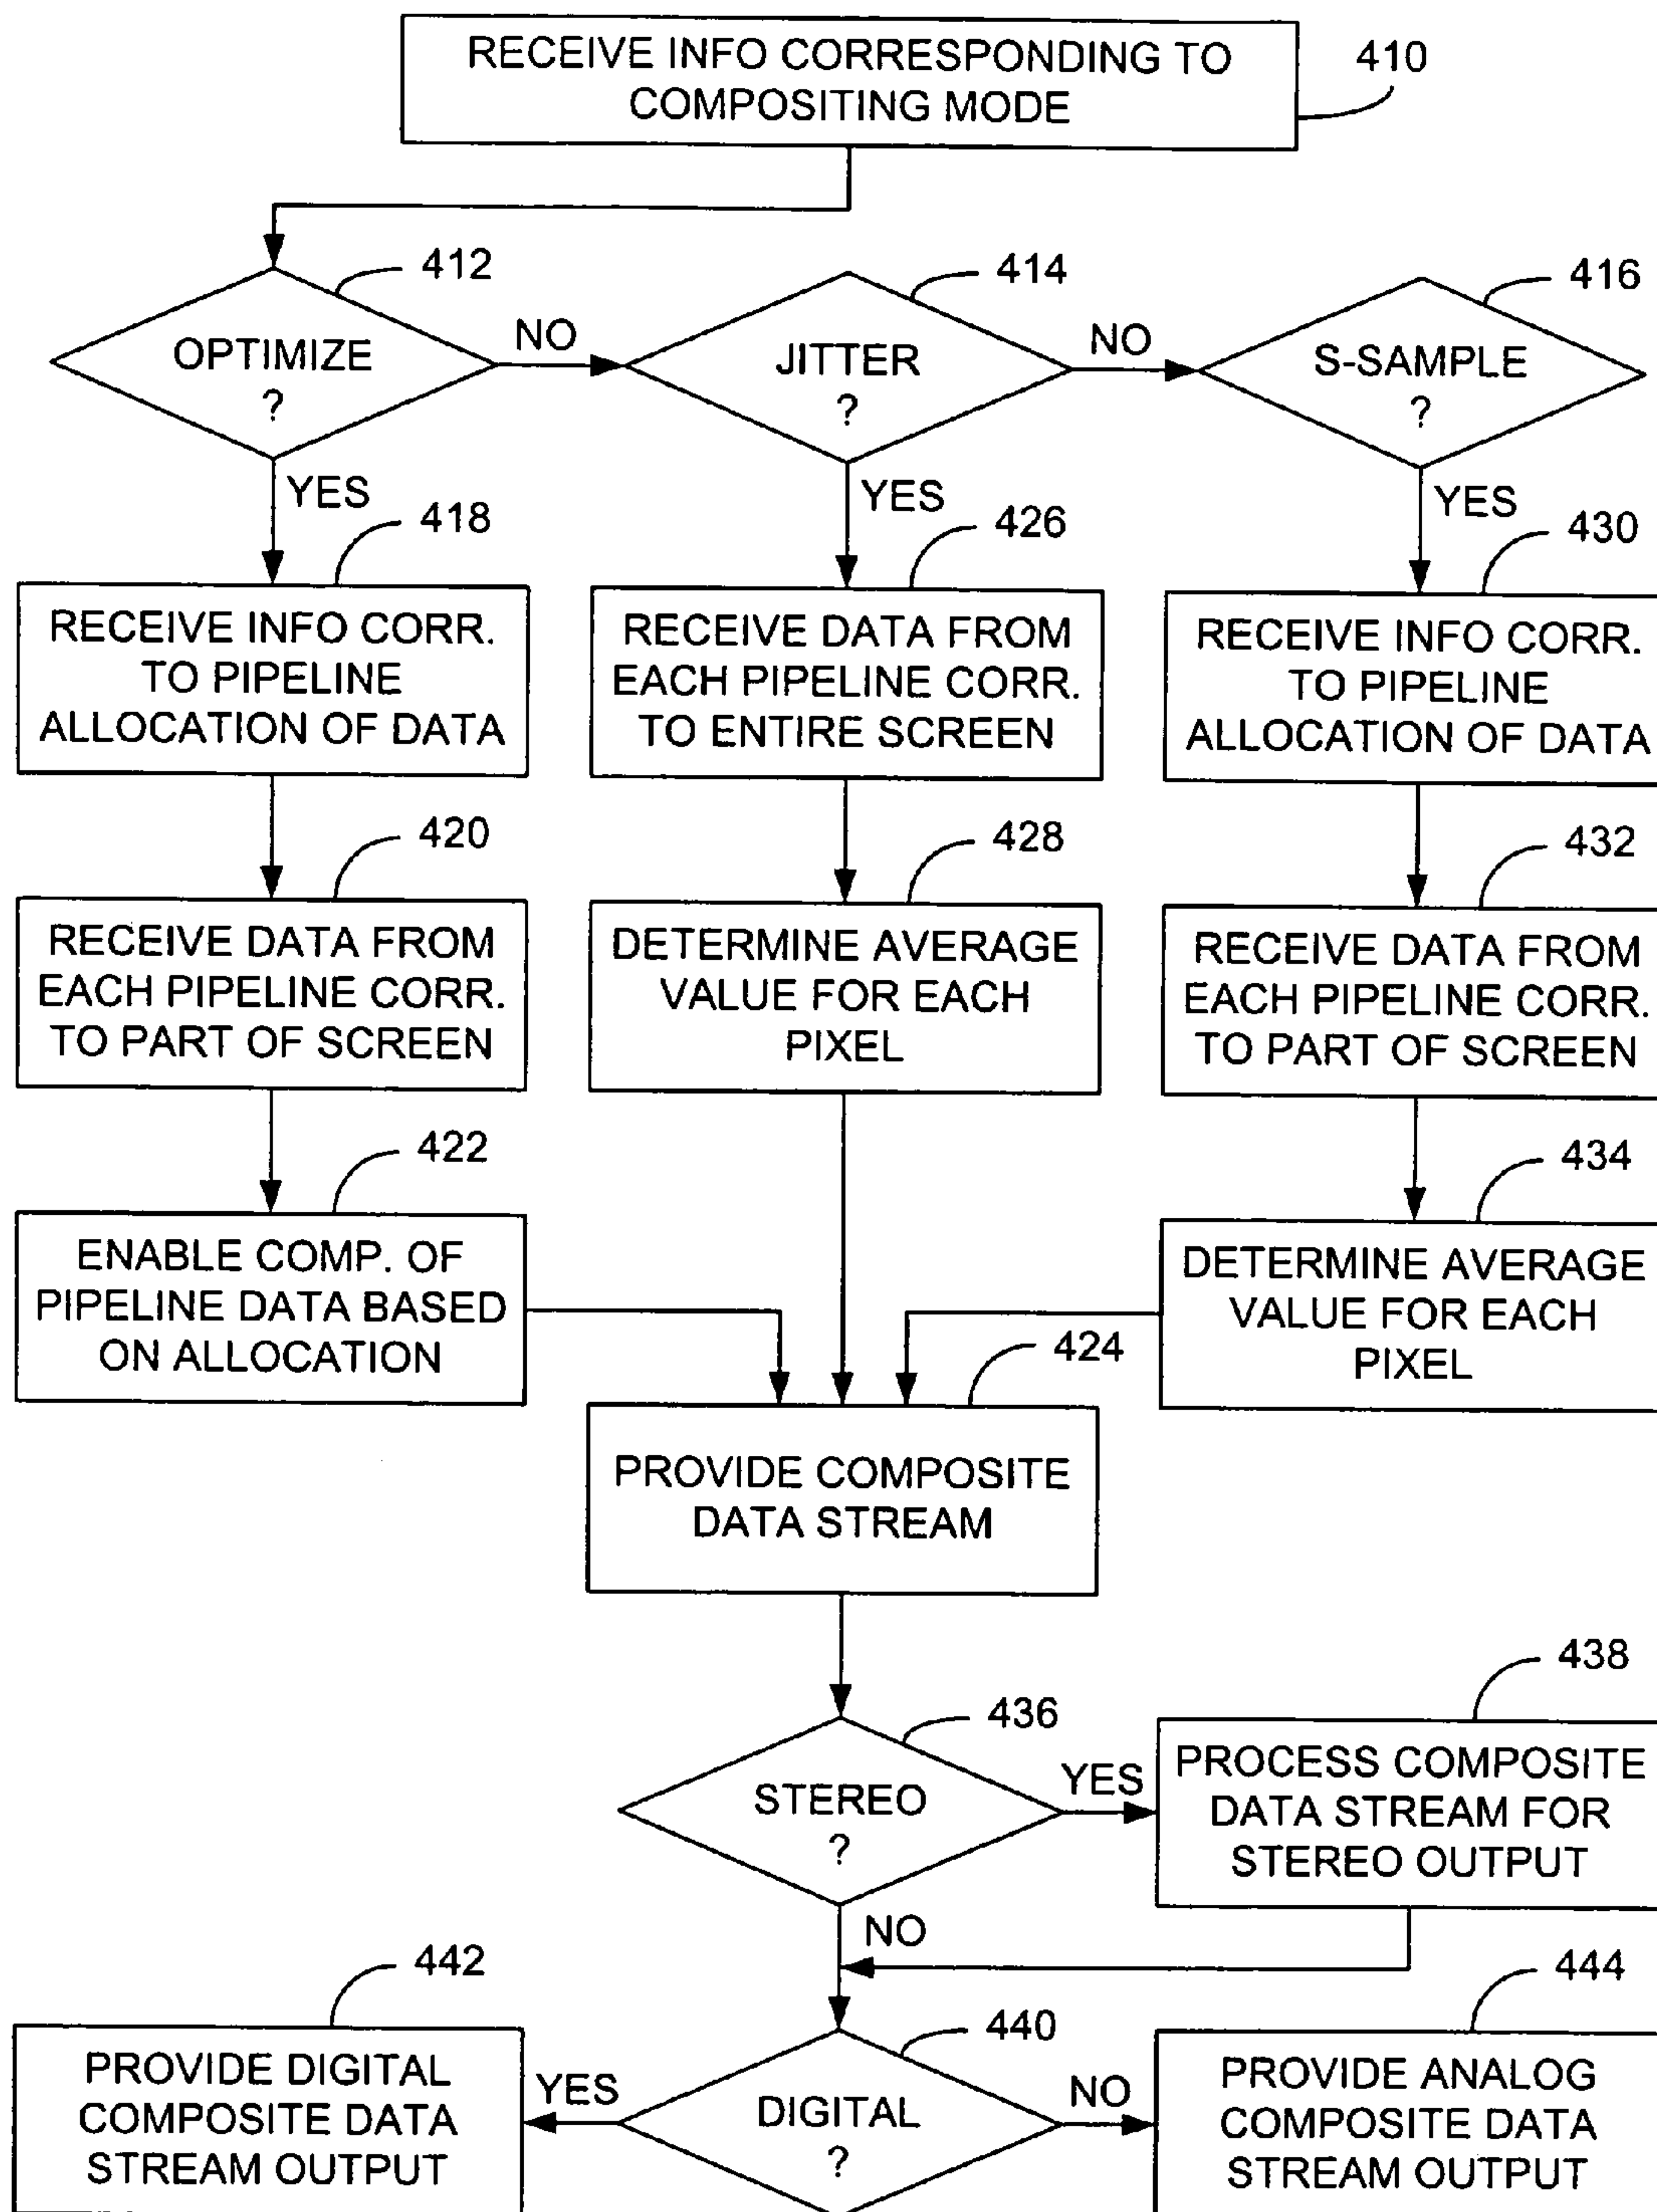 RECEIVE INFO CORRESPONDING TO
COMPOSITING MODE
410
412
OPTIMIZE
?
NO
414
JITTER
?
NO
416
S-SAMPLE
?
YES
YES
YES
418
RECEIVE INFO CORR.
TO PIPELINE
ALLOCATION OF DATA
426
RECEIVE DATA FROM
EACH PIPELINE CORR.
TO ENTIRE SCREEN
430
RECEIVE INFO CORR.
TO PIPELINE
ALLOCATION OF DATA
420
RECEIVE DATA FROM
EACH PIPELINE CORR.
TO PART OF SCREEN
428
DETERMINE AVERAGE
VALUE FOR EACH
PIXEL
432
RECEIVE DATA FROM
EACH PIPELINE CORR.
TO PART OF SCREEN
422
ENABLE COMP. OF
PIPELINE DATA BASED
ON ALLOCATION
434
DETERMINE AVERAGE
VALUE FOR EACH
PIXEL
424
PROVIDE COMPOSITE
DATA STREAM
436
STEREO
?
YES
438
PROCESS COMPOSITE
DATA STREAM FOR
STEREO OUTPUT
NO
440
DIGITAL
?
YES
442
PROVIDE DIGITAL
COMPOSITE DATA
STREAM OUTPUT
NO
444
PROVIDE ANALOG
COMPOSITE DATA
STREAM OUTPUT